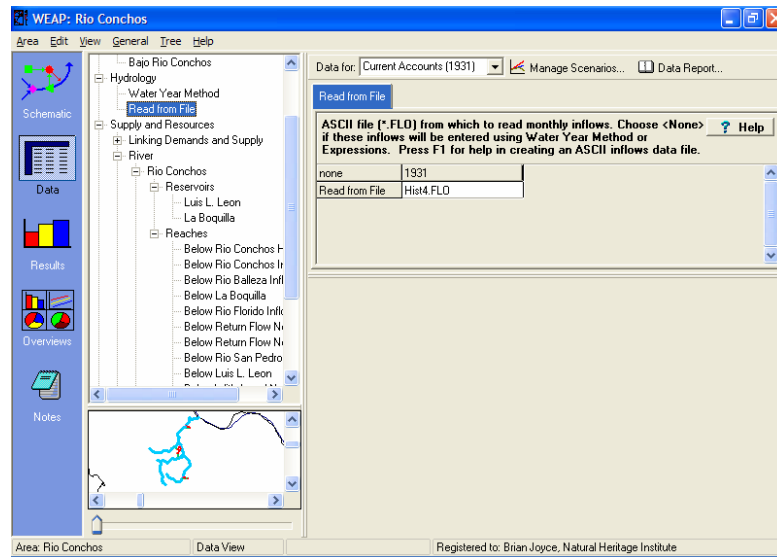 WEAP: Rio Conchos
Area Edit View General Tree Help
Schematic
Data
Results
Overviews
Notes
Bajo Rio Conchos
Hydrology
Water Year Method
Read from File
Supply and Resources
Linking Demands and Supply
River
Rio Conchos
Reservoirs
Luis L. Leon
La Boquilla
Reaches
Below Rio Conchos H
Below Rio Conchos Ir
Below Rio Balleza Infl
Below La Boquilla
Below Rio Florido Inflo
Below Return Flow N
Below Return Flow N
Below Rio San Pedro
Below Luis L. Leon
Data for: Current Accounts (1931) Manage Scenarios... Data Report...
Read from File
ASCII file (*.FLO) from which to read monthly inflows. Choose <None>
if these inflows will be entered using Water Year Method or
Expressions. Press F1 for help in creating an ASCII inflows data file.
? Help
none 1931
Read from File Hist4.FLO
Area: Rio Conchos Data View Registered to: Brian Joyce, Natural Heritage Institute